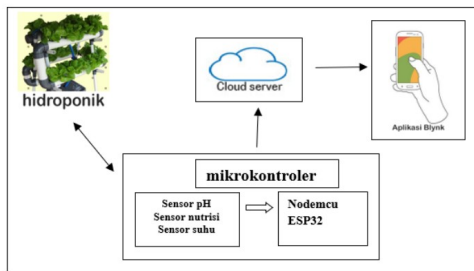 hidroponik
Cloud server
Aplikasi Blynk
mikrokontroler
Sensor pH
Sensor nutrisi
Sensor suhu
Nodemcu
ESP32